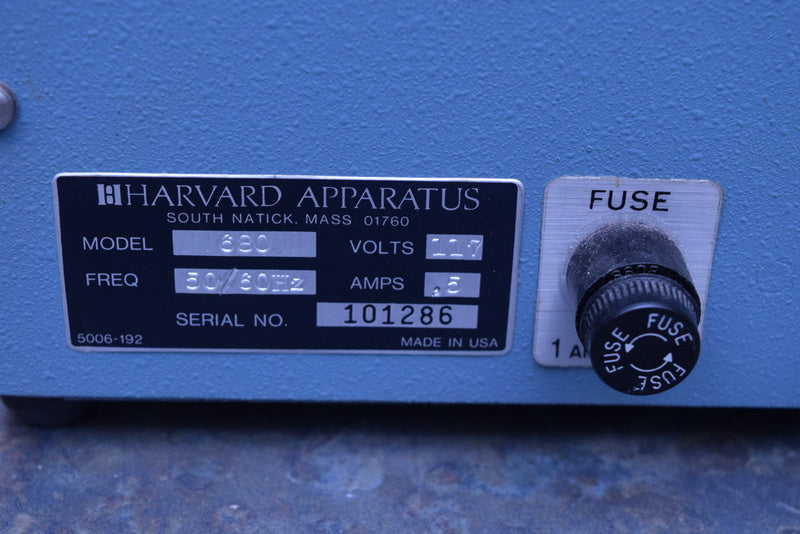 HARVARD APPARATUS
SOUTH NATICK, MASS. 01760
MODEL 680 VOLTS 117
FREQ 50/60Hz AMPS .5
SERIAL NO. 101286
5006-192 MADE IN USA
FUSE
1
FUSE FUSE FUSE